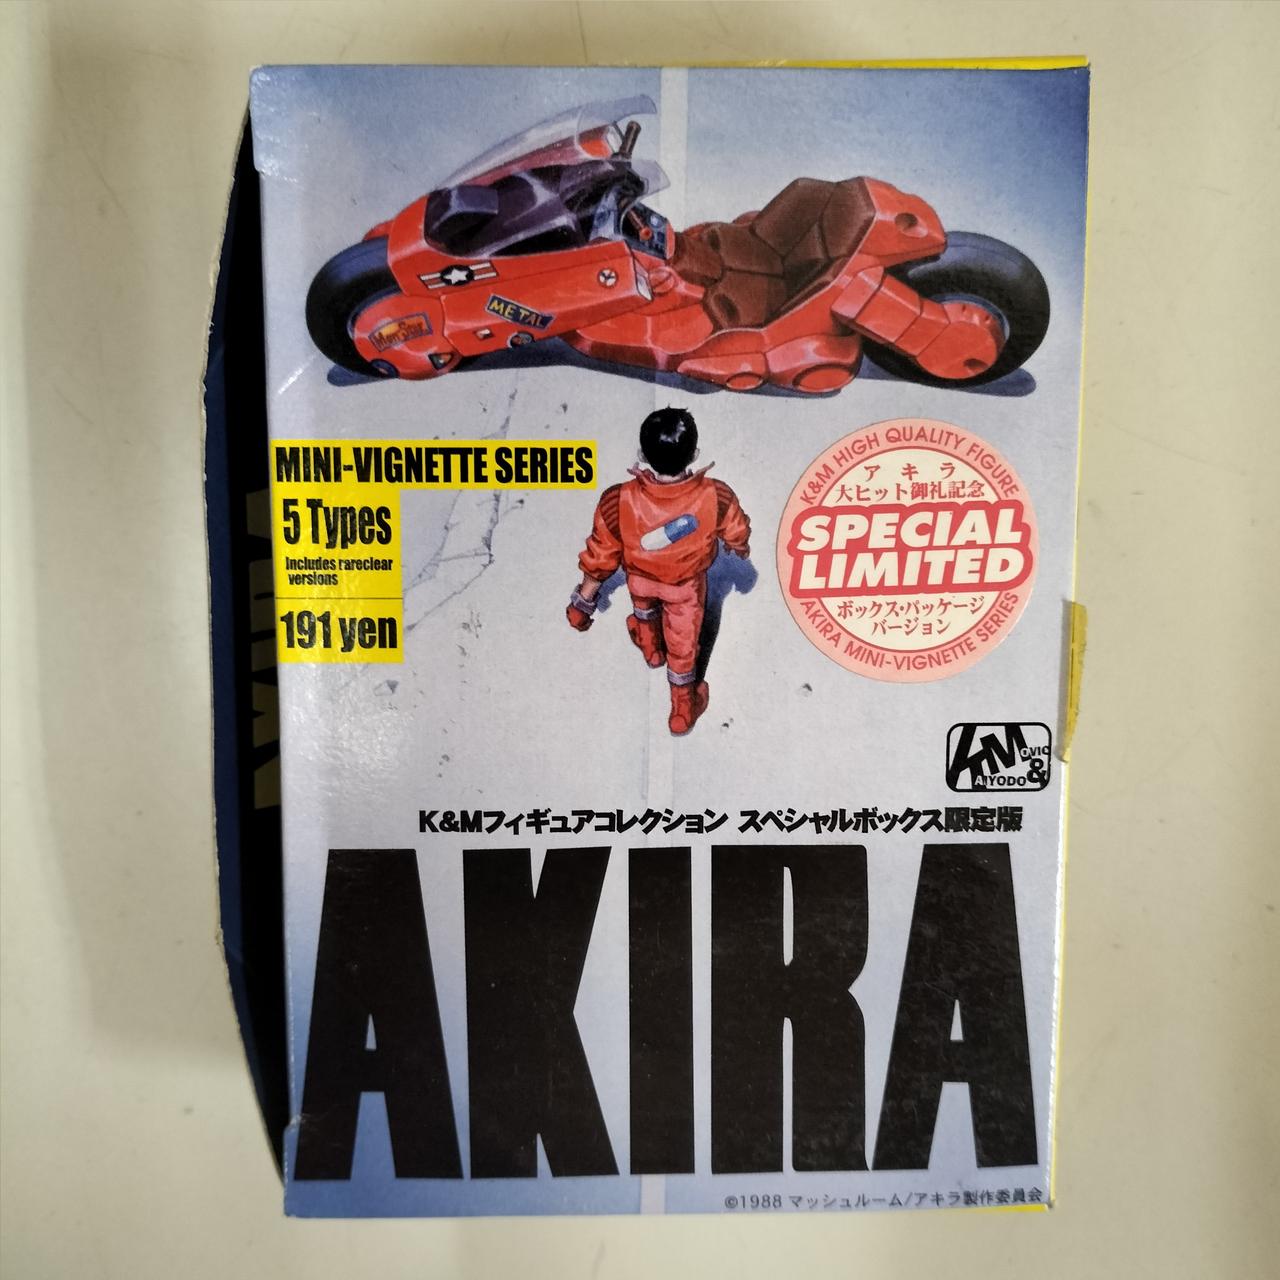 METAL
MINI-VIGNETTE SERIES
5 Types
Includes rareclear
versions
191 yen
K&M HIGH QUALITY FIGURE
アキラ
大ヒット御礼記念
SPECIAL
LIMITED
ボックス・パッケージ
バージョン
AKIRA MINI-VIGNETTE SERIES
KM OVIC
AIYODO &
K&Mフィギュアコレクション スペシャルボックス限定版
AKIRA
©1988 マッシュルーム/アキラ製作委員会